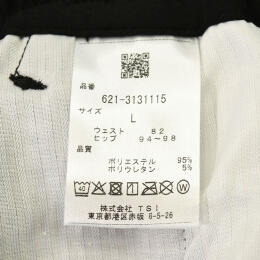 品番
621-3131115
サイズ
L
ウェスト 82
ヒップ 94~98
品質
ポリエステル 95%
ポリウレタン 5%
40
株式会社 TSI
東京都港区赤坂 8-5-26